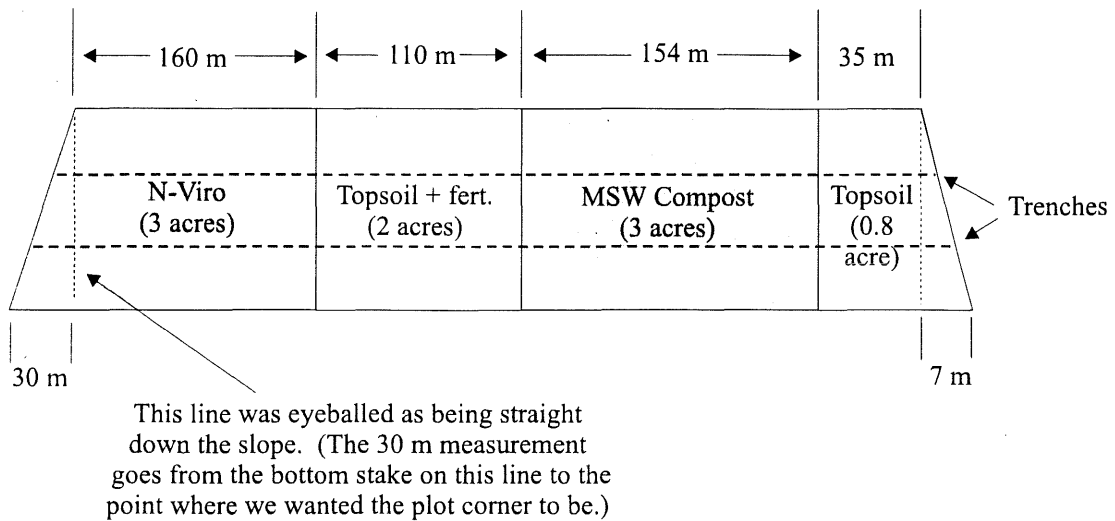 160 m
110 m
154 m
35 m
N-Viro
(3 acres)
Topsoil + fert.
(2 acres)
MSW Compost
(3 acres)
Topsoil
(0.8
acre)
Trenches
30 m
7 m
This line was eyeballed as being straight
down the slope. (The 30 m measurement
goes from the bottom stake on this line to the
point where we wanted the plot corner to be.)